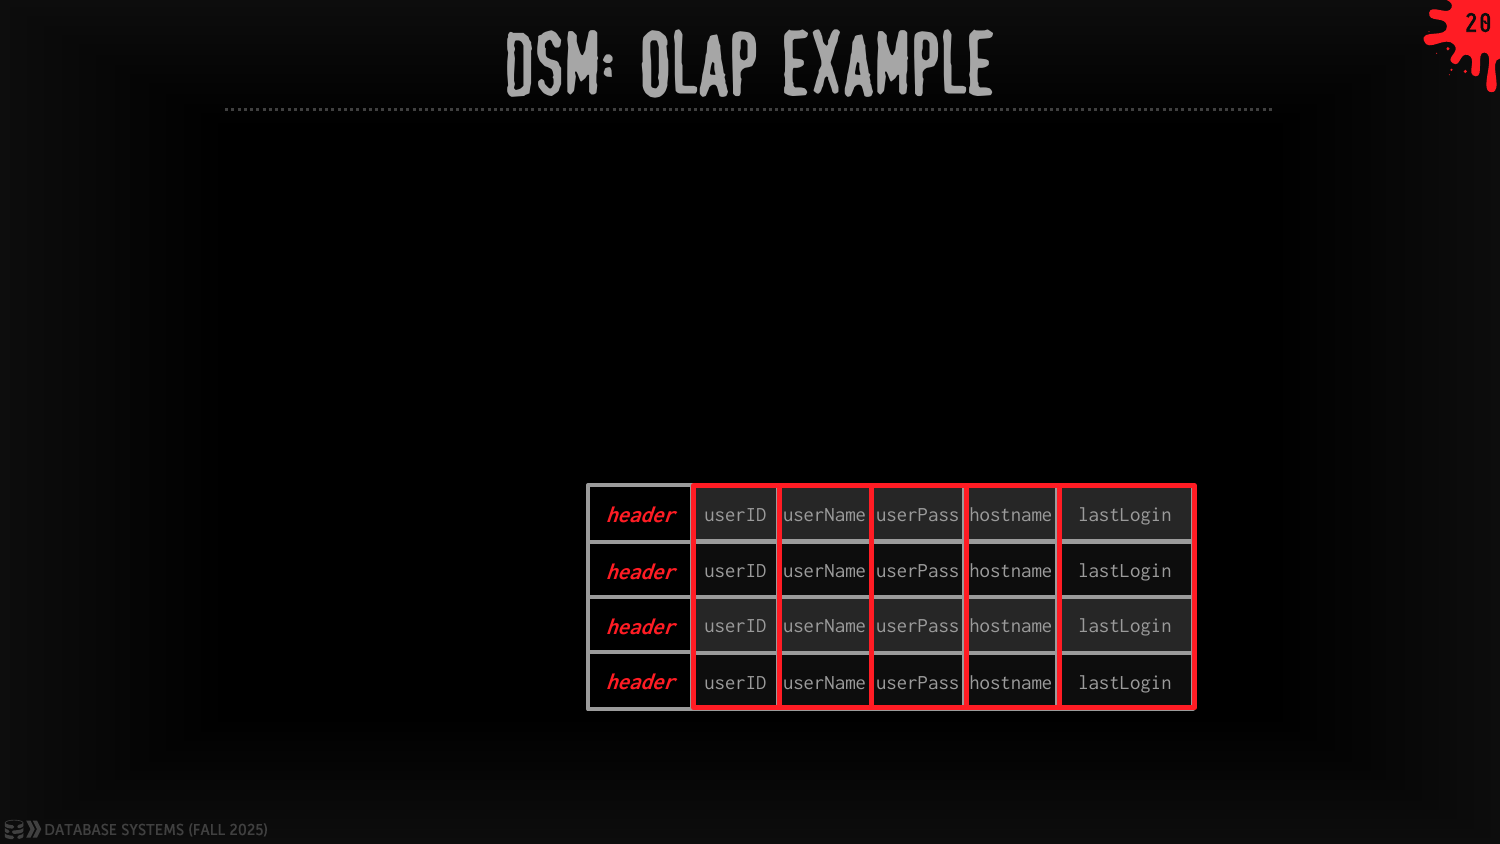 20
DSM: OLAP EXAMPLE
header userID userName userPass hostname lastLogin
header userID userName userPass hostname lastLogin
header userID userName userPass hostname lastLogin
header userID userName userPass hostname lastLogin
DATABASE SYSTEMS (FALL 2025)